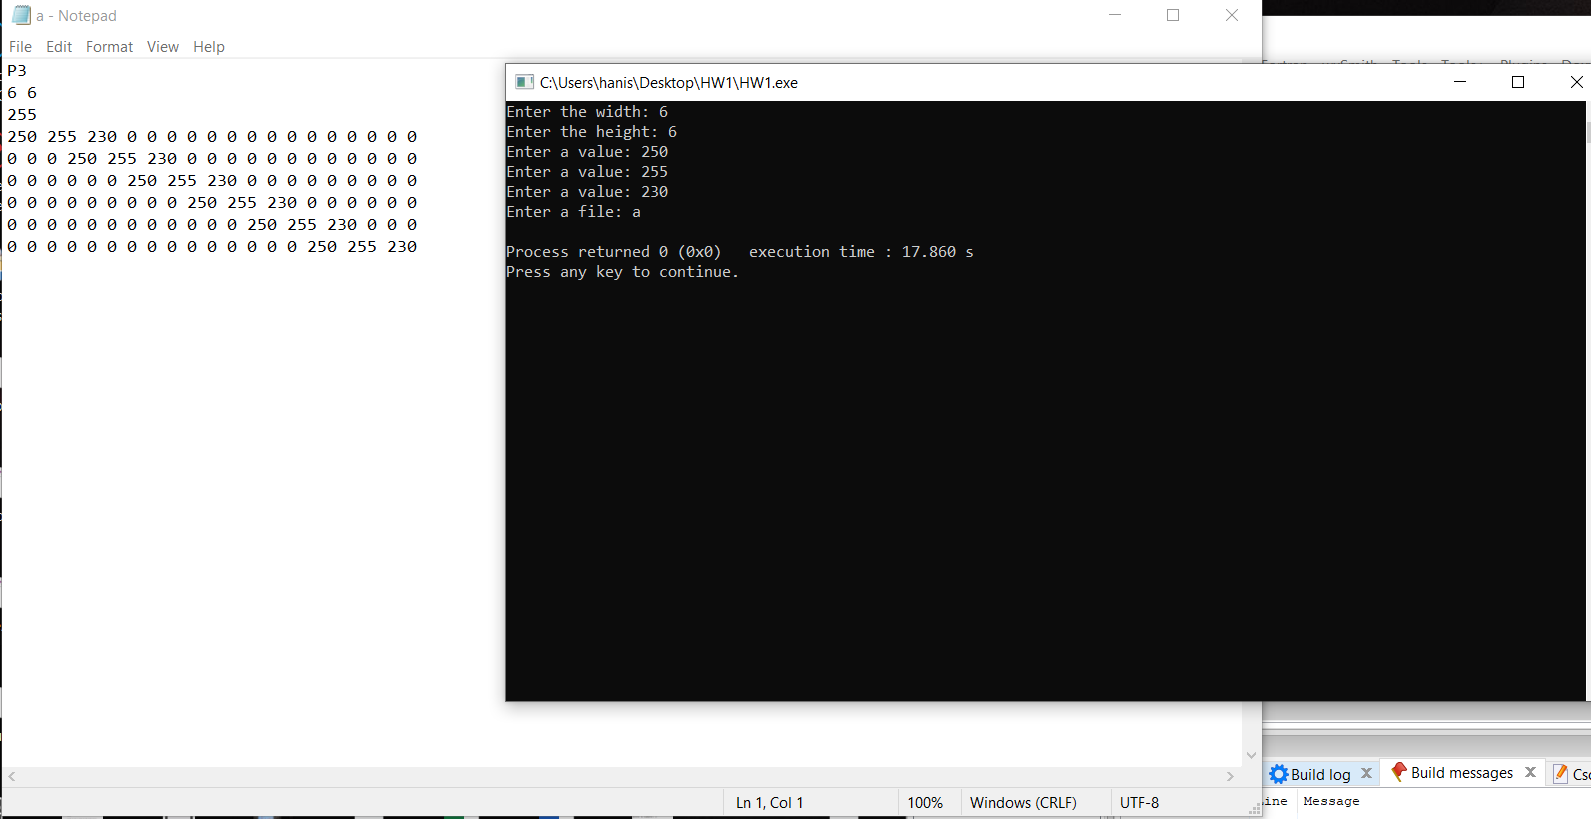 a - Notepad
File Edit Format View Help
P3
6 6
255
250 255 230 0 0 0 0 0 0 0 0 0 0 0 0 0 0 0
0 0 0 250 255 230 0 0 0 0 0 0 0 0 0 0 0 0
0 0 0 0 0 0 250 255 230 0 0 0 0 0 0 0 0 0
0 0 0 0 0 0 0 0 0 250 255 230 0 0 0 0 0 0
0 0 0 0 0 0 0 0 0 0 0 0 250 255 230 0 0 0
0 0 0 0 0 0 0 0 0 0 0 0 0 0 0 250 255 230
Ln 1, Col 1 100% Windows (CRLF) UTF-8
C:\Users\hanis\Desktop\HW1\HW1.exe
Enter the width: 6
Enter the height: 6
Enter a value: 250
Enter a value: 255
Enter a value: 230
Enter a file: a
Process returned 0 (0x0) execution time : 17.860 s
Press any key to continue.
Build log Build messages
Message